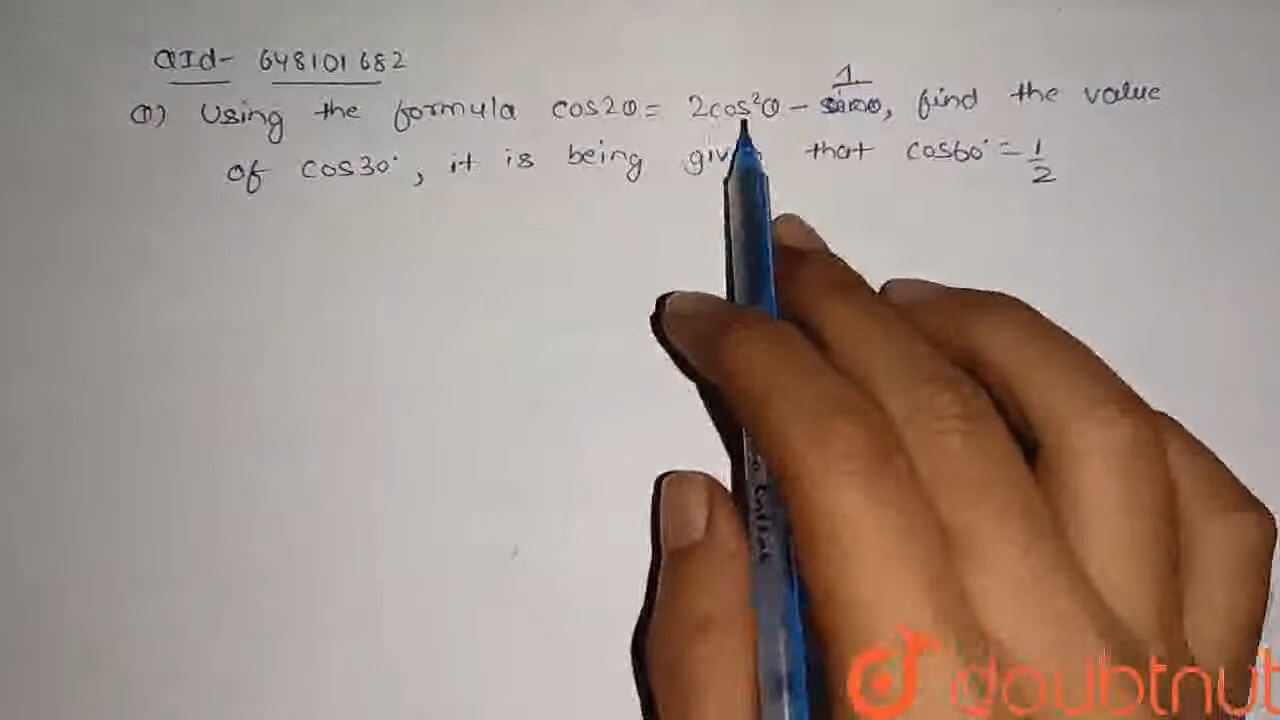 QId- 648101682
Q) Using the formula cos2θ = 2cos²θ - 1, find the value
of cos30°, it is being that cos60° = 1/2
doubtnut